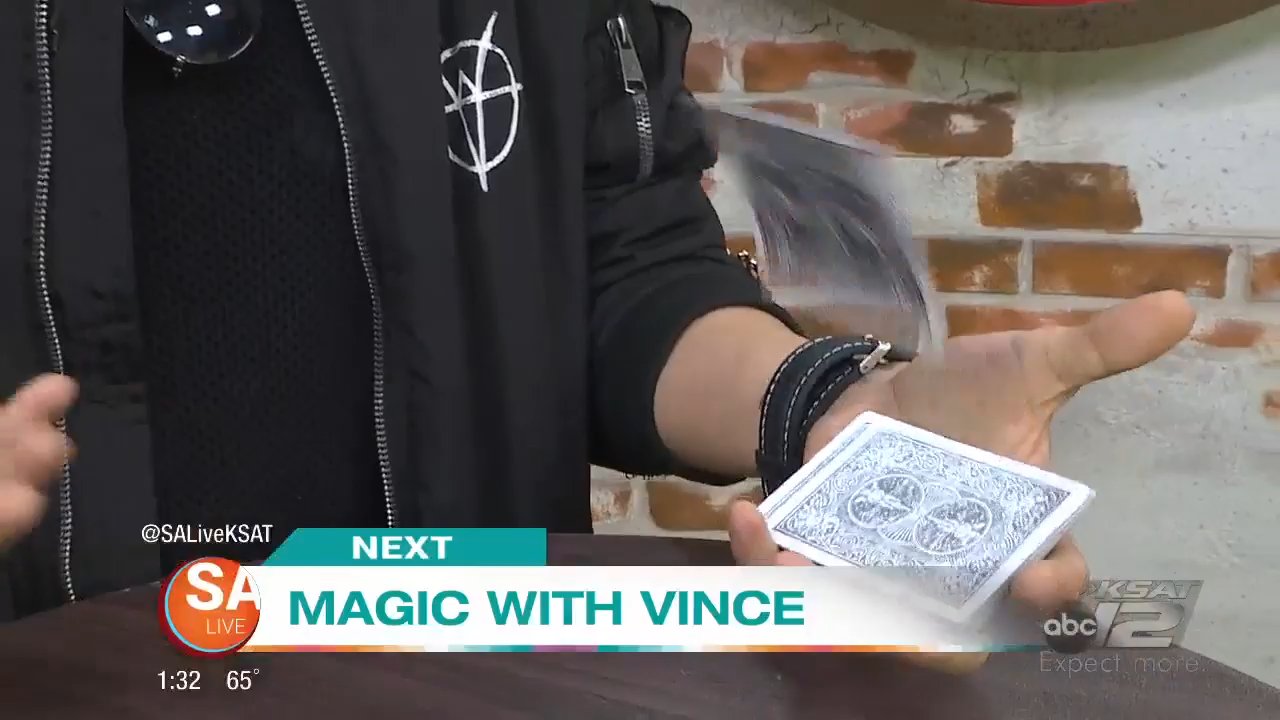 @SALiveKSAT
NEXT
SA
LIVE
MAGIC WITH VINCE
KSAT
abc 12
Expect more.
1:32 65°